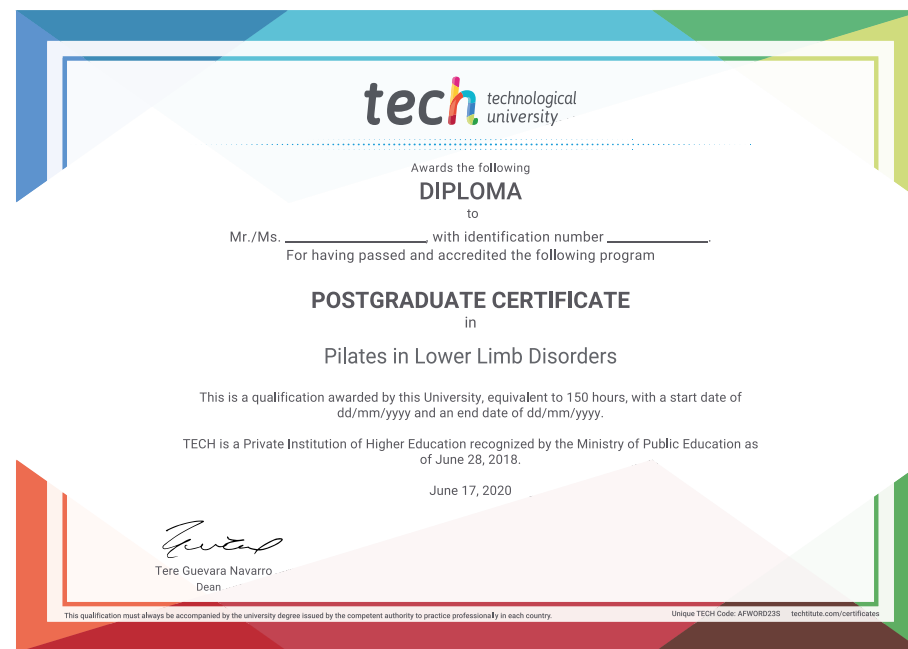 tech technological
university
Awards the following
DIPLOMA
to
Mr./Ms. ____________, with identification number ____________.
For having passed and accredited the following program
POSTGRADUATE CERTIFICATE
in
Pilates in Lower Limb Disorders
This is a qualification awarded by this University, equivalent to 150 hours, with a start date of
dd/mm/yyyy and an end date of dd/mm/yyyy.
TECH is a Private Institution of Higher Education recognized by the Ministry of Public Education as
of June 28, 2018.
June 17, 2020
Tere Guevara Navarro
Dean
This qualification must always be accompanied by the university degree issued by the competent authority to practice professionally in each country.
Unique TECH Code: AFWORD23S techtitute.com/certificates